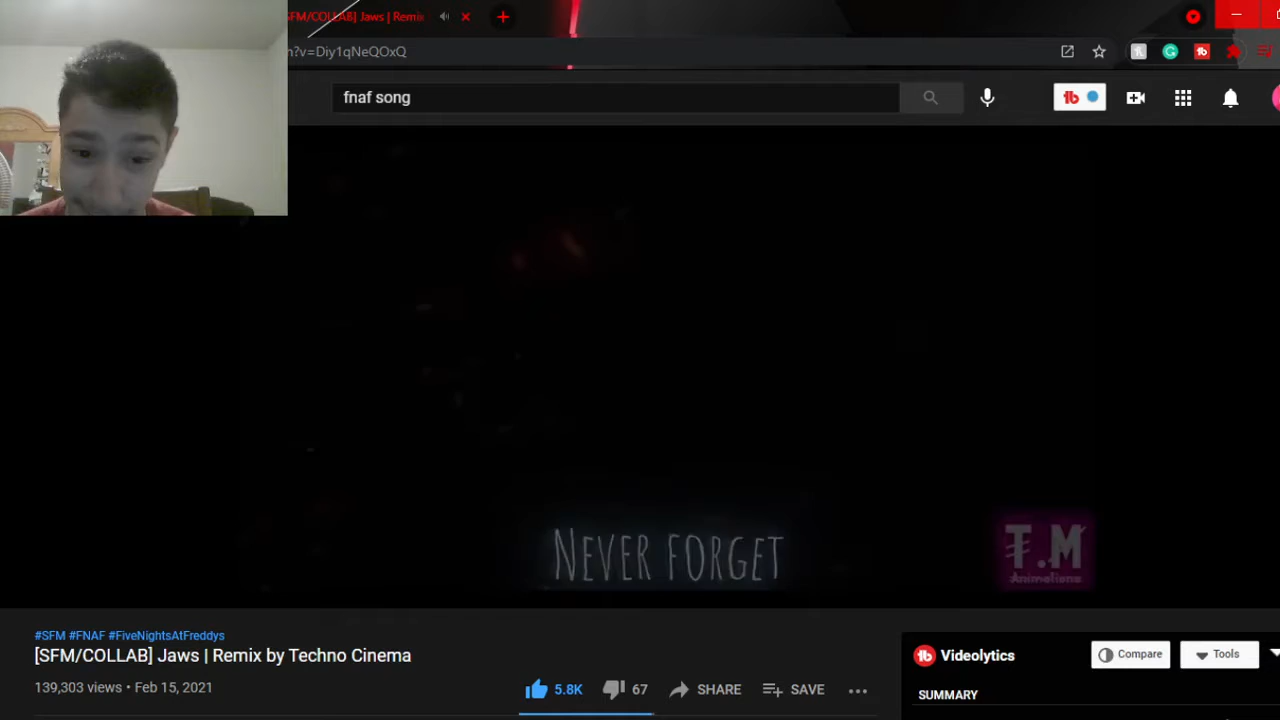 [SFM/COLLAB] Jaws | Remix
?v=Diy1qNeQOxQ
fnaf song
NEVER FORGET
T.M
Animations
#SFM #FNAF #FiveNightsAtFreddys
[SFM/COLLAB] Jaws | Remix by Techno Cinema
139,303 views • Feb 15, 2021
5.8K 67 SHARE SAVE
Videolytics
Compare
Tools
SUMMARY